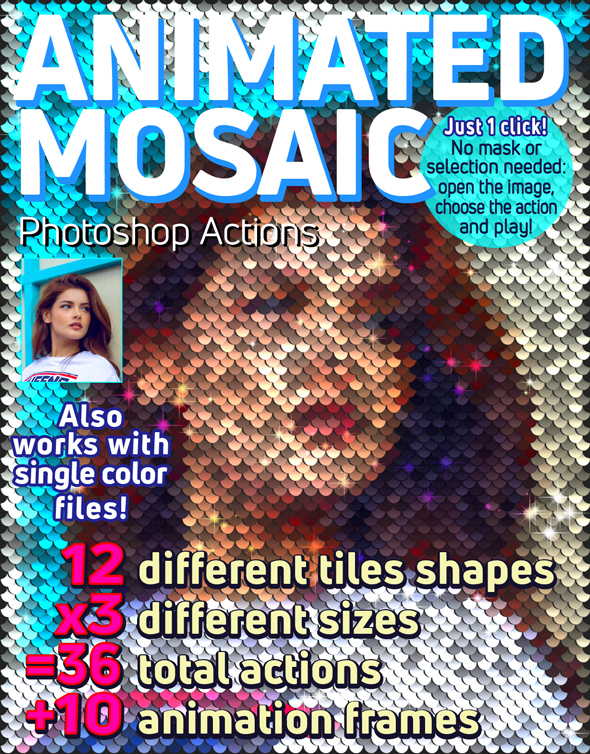 ANIMATED
MOSAIC
Just 1 click!
No mask or
selection needed:
open the image,
choose the action
and play!
Photoshop Actions
Also
works with
single color
files!
12 different tiles shapes
x3 different sizes
=36 total actions
+10 animation frames